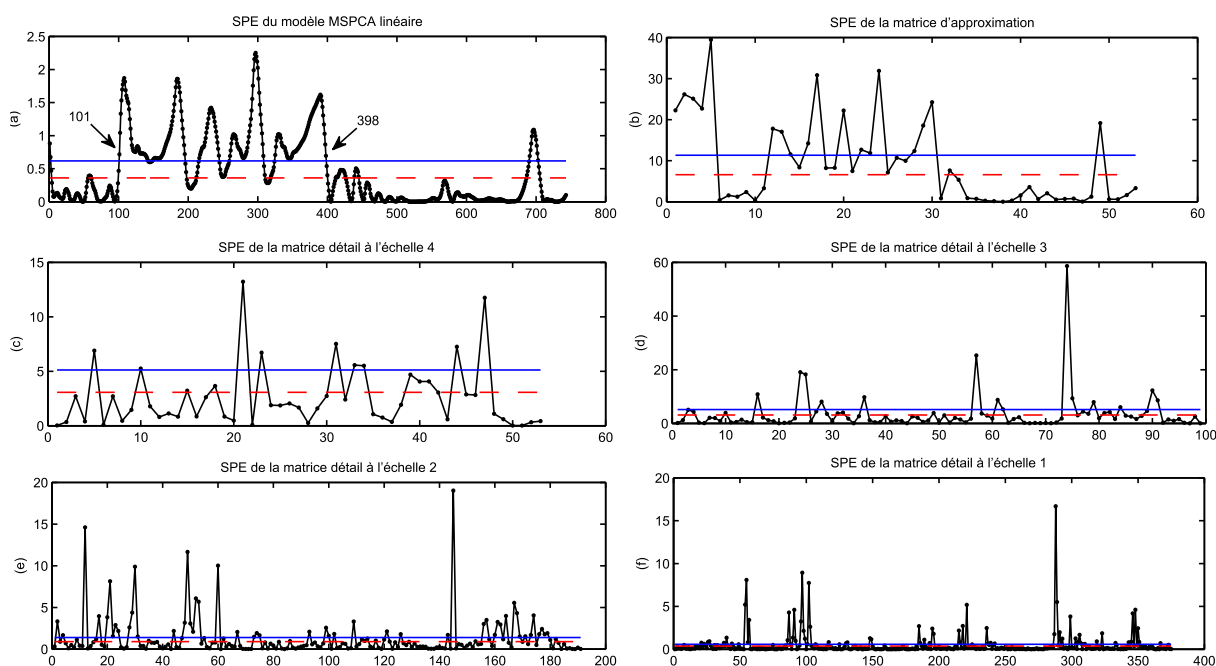 SPE du modèle MSPCA linéaire
2.5
2
1.5
1
0.5
0
(a)
101
398
0 100 200 300 400 500 600 700 800
SPE de la matrice d'approximation
40
30
20
10
0
(b)
0 10 20 30 40 50 60
SPE de la matrice détail à l'échelle 4
15
10
5
0
(c)
0 10 20 30 40 50 60
SPE de la matrice détail à l'échelle 3
60
40
20
0
(d)
0 10 20 30 40 50 60 70 80 90 100
SPE de la matrice détail à l'échelle 2
20
15
10
5
0
(e)
0 20 40 60 80 100 120 140 160 180 200
SPE de la matrice détail à l'échelle 1
20
15
10
5
0
(f)
0 50 100 150 200 250 300 350 400